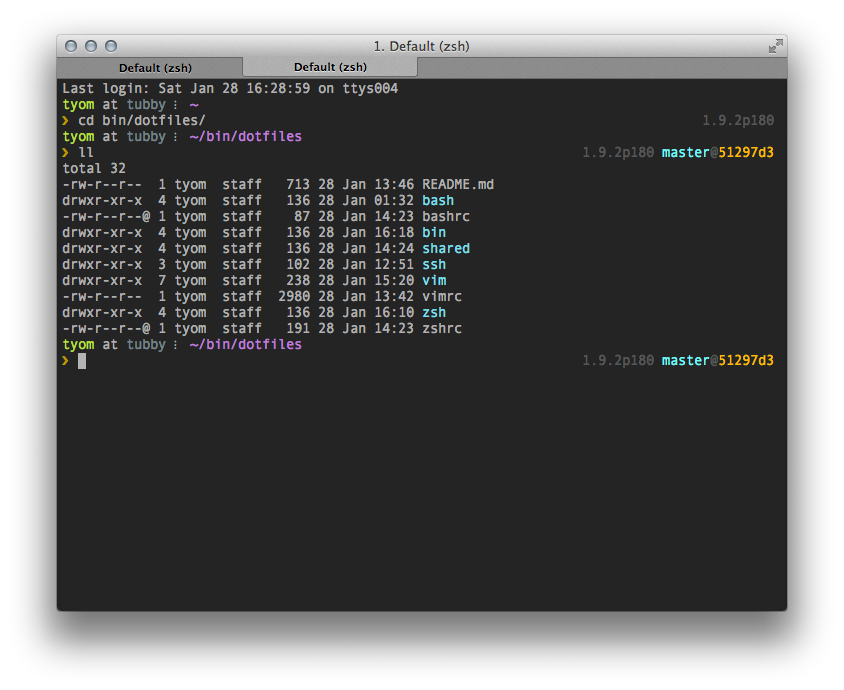 1. Default (zsh)
Default (zsh) Default (zsh)
Last login: Sat Jan 28 16:28:59 on ttys004
tyom at tubby ⁝ ~
❯ cd bin/dotfiles/ 1.9.2p180
tyom at tubby ⁝ ~/bin/dotfiles
❯ ll 1.9.2p180 master@51297d3
total 32
-rw-r--r--  1 tyom  staff   713 28 Jan 13:46 README.md
drwxr-xr-x  4 tyom  staff   136 28 Jan 01:32 bash
-rw-r--r--@ 1 tyom  staff    87 28 Jan 14:23 bashrc
drwxr-xr-x  4 tyom  staff   136 28 Jan 16:18 bin
drwxr-xr-x  4 tyom  staff   136 28 Jan 14:24 shared
drwxr-xr-x  3 tyom  staff   102 28 Jan 12:51 ssh
drwxr-xr-x  7 tyom  staff   238 28 Jan 15:20 vim
-rw-r--r--  1 tyom  staff  2980 28 Jan 13:42 vimrc
drwxr-xr-x  4 tyom  staff   136 28 Jan 16:10 zsh
-rw-r--r--@ 1 tyom  staff   191 28 Jan 14:23 zshrc
tyom at tubby ⁝ ~/bin/dotfiles
❯ 1.9.2p180 master@51297d3